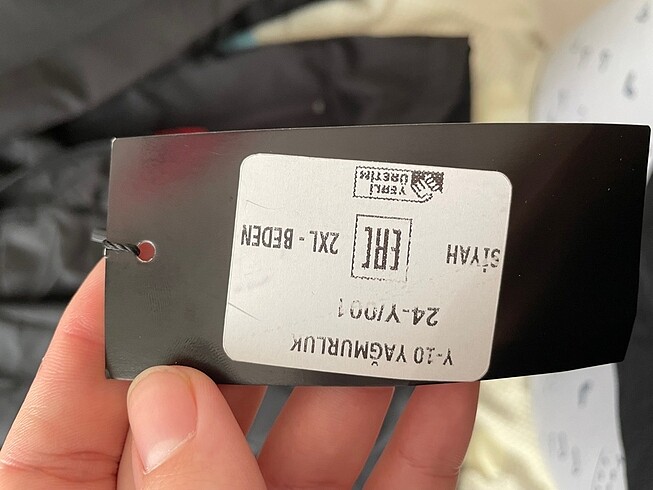 Y-10 YAĞMURLUK
24-Y/001
SİYAH
EAC
2XL - BEDEN
YERLİ
ÜRETİM